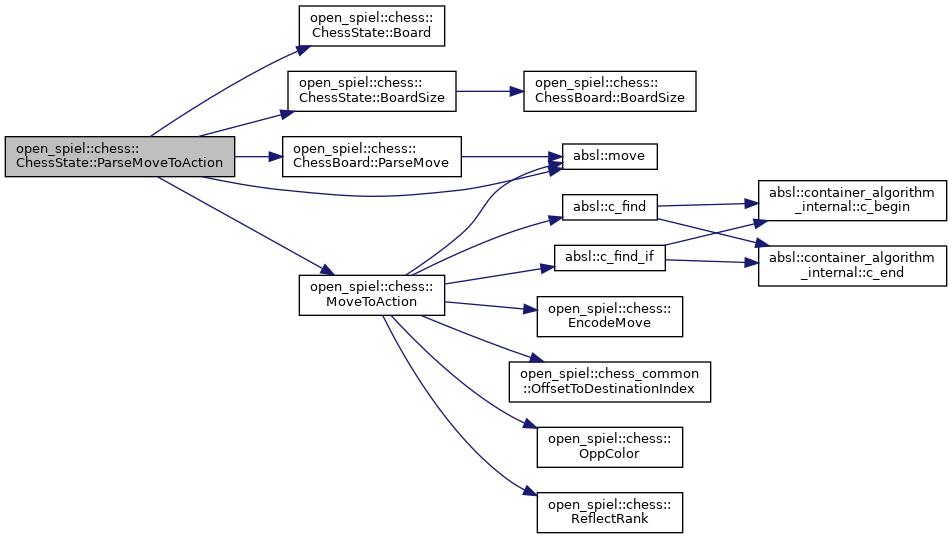 open_spiel::chess::
ChessState::Board
open_spiel::chess::
ChessState::BoardSize
open_spiel::chess::
ChessBoard::BoardSize
open_spiel::chess::
ChessState::ParseMoveToAction
open_spiel::chess::
ChessBoard::ParseMove
absl::move
absl::c_find
absl::container_algorithm
_internal::c_begin
absl::c_find_if
absl::container_algorithm
_internal::c_end
open_spiel::chess::
MoveToAction
open_spiel::chess::
EncodeMove
open_spiel::chess_common
::OffsetToDestinationIndex
open_spiel::chess::
OppColor
open_spiel::chess::
ReflectRank